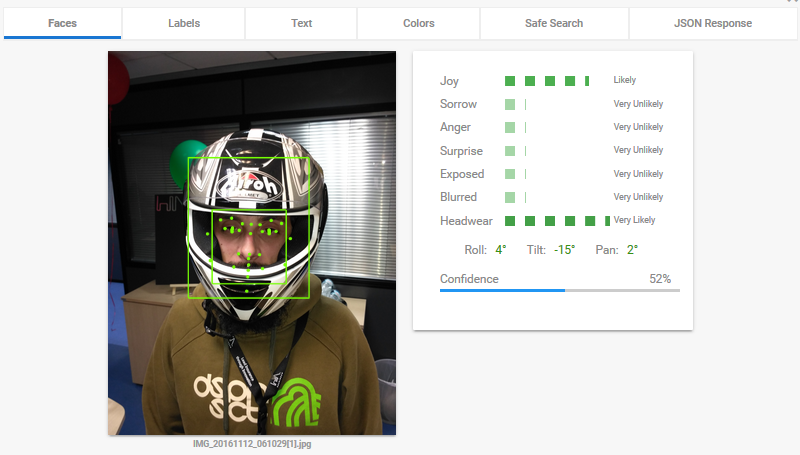 Faces
Labels
Text
Colors
Safe Search
JSON Response
Joy Likely
Sorrow Very Unlikely
Anger Very Unlikely
Surprise Very Unlikely
Exposed Very Unlikely
Blurred Very Unlikely
Headwear Very Likely
Roll: 4° Tilt: -15° Pan: 2°
Confidence 52%
Airoh
HELMET
IMG_20161112_061029[1].jpg